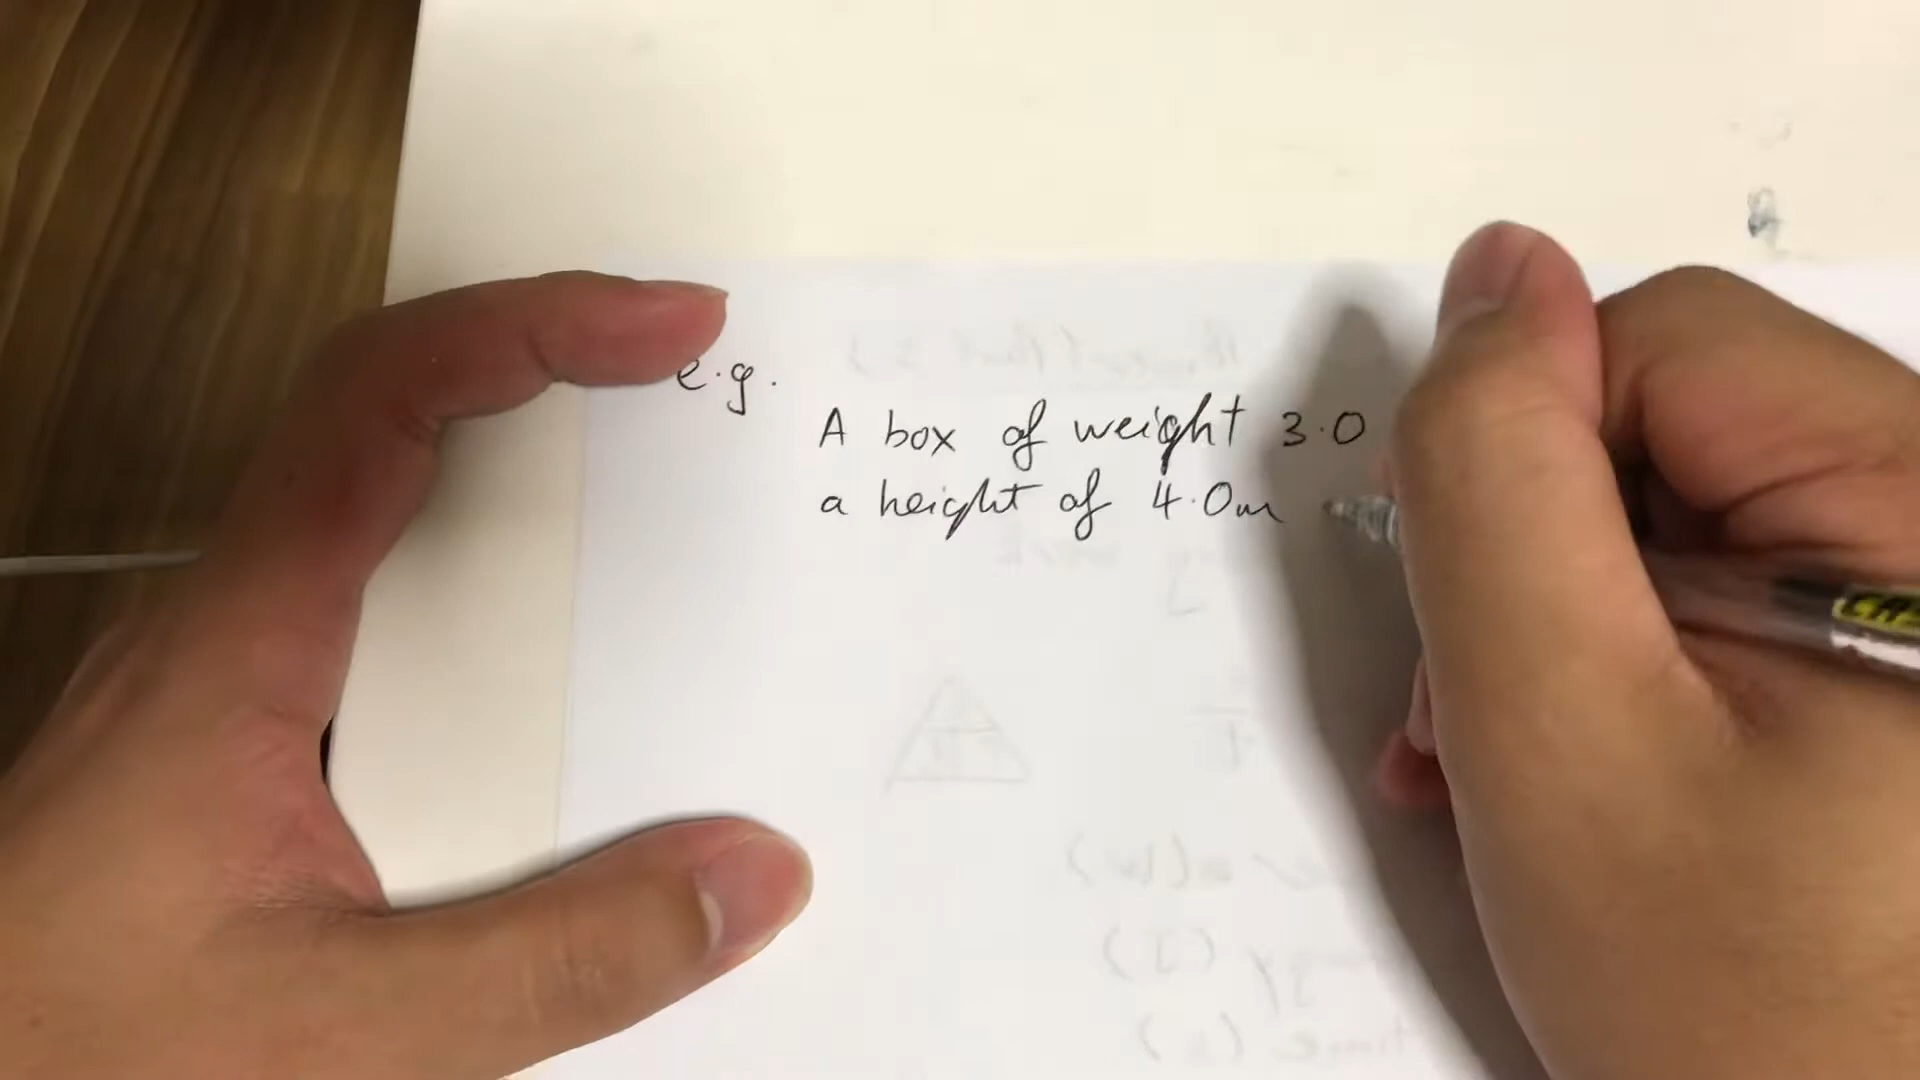 e.g.
A box of weight 3.0
a height of 4.0m